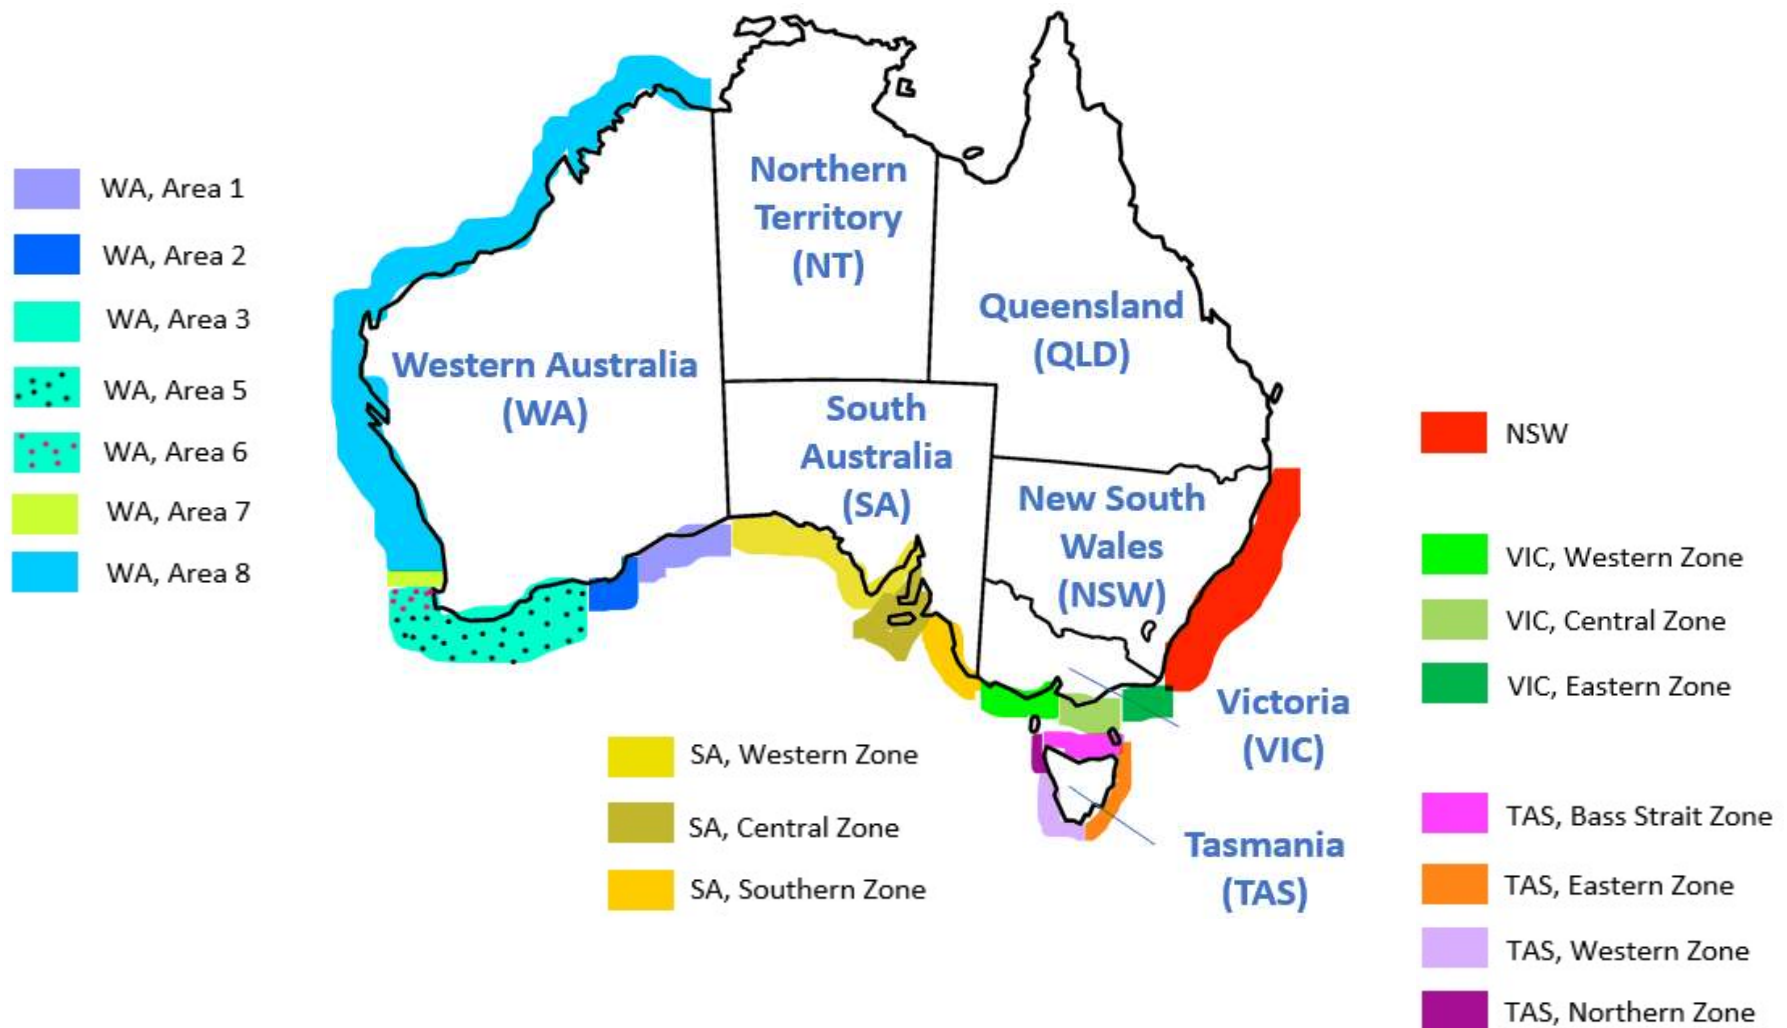 WA, Area 1
WA, Area 2
WA, Area 3
WA, Area 5
WA, Area 6
WA, Area 7
WA, Area 8
Northern
Territory
(NT)
Queensland
(QLD)
Western Australia
(WA)
South
Australia
(SA)
New South
Wales
(NSW)
Victoria
(VIC)
Tasmania
(TAS)
SA, Western Zone
SA, Central Zone
SA, Southern Zone
NSW
VIC, Western Zone
VIC, Central Zone
VIC, Eastern Zone
TAS, Bass Strait Zone
TAS, Eastern Zone
TAS, Western Zone
TAS, Northern Zone